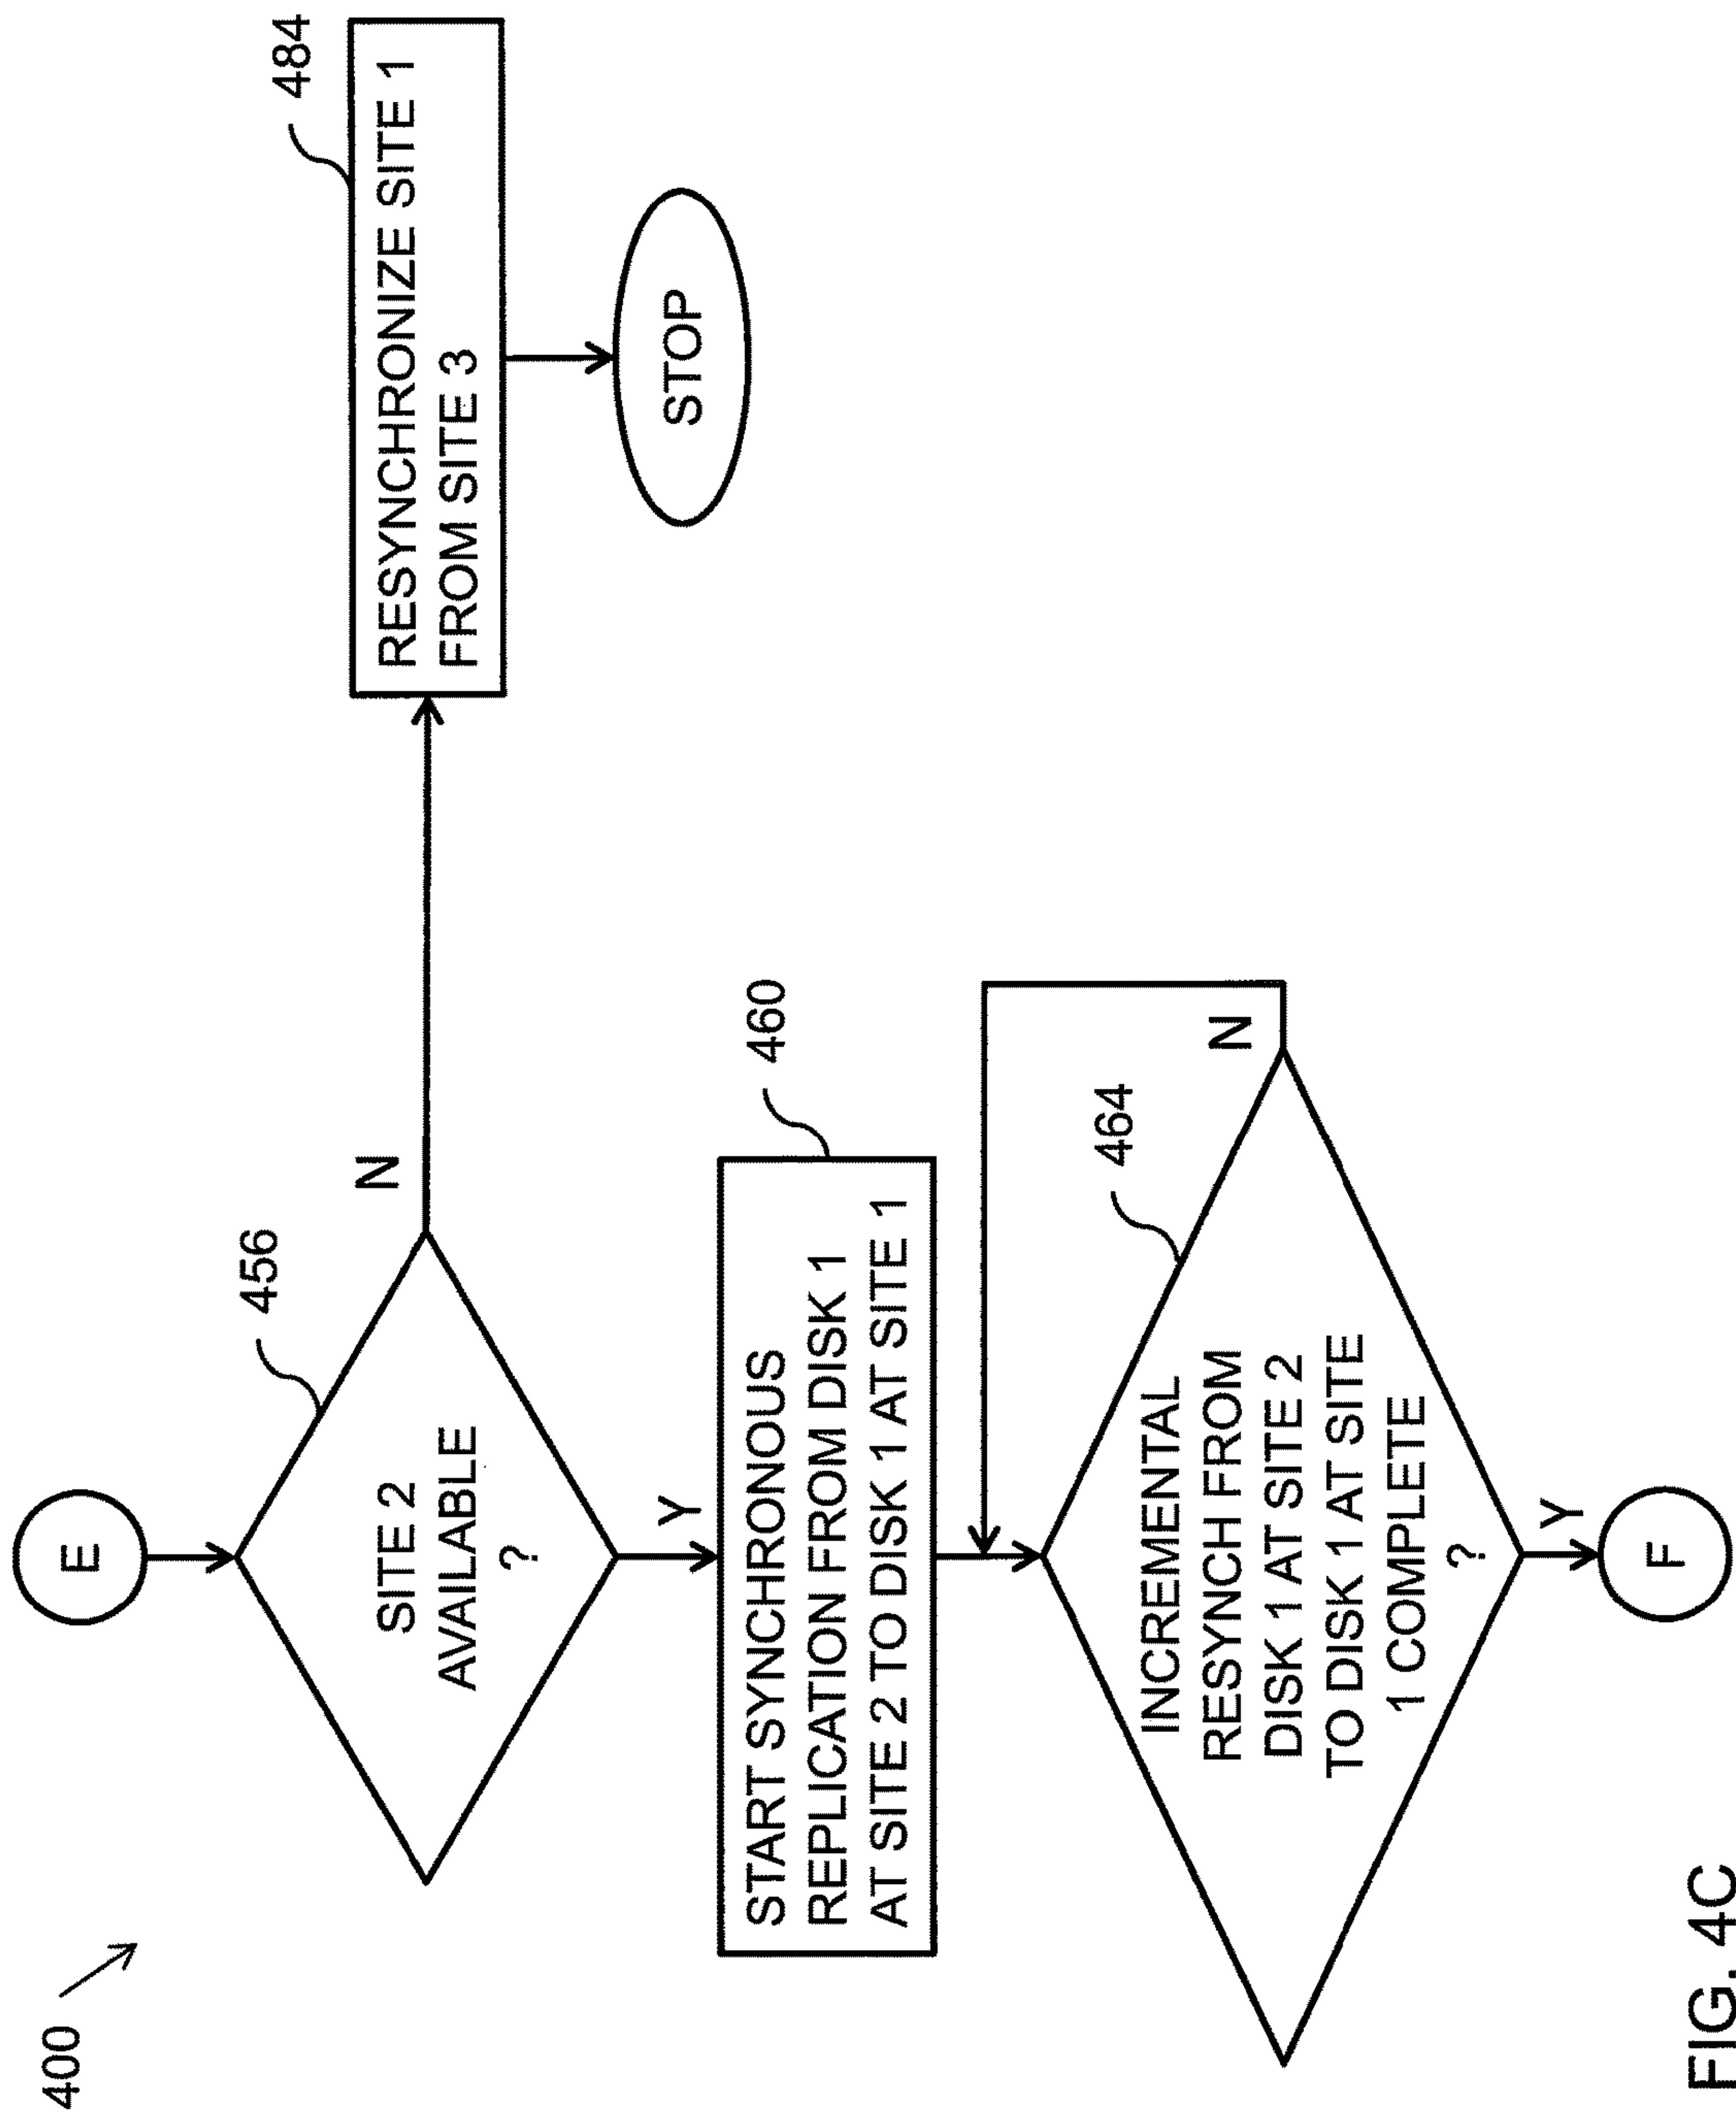 400
E
SITE 2
AVAILABLE
?
456
N
Y
RESYNCHRONIZE SITE 1
FROM SITE 3
484
STOP
START SYNCHRONOUS
REPLICATION FROM DISK 1
AT SITE 2 TO DISK 1 AT SITE 1
460
INCREMENTAL
RESYNCH FROM
DISK 1 AT SITE 2
TO DISK 1 AT SITE
1 COMPLETE
?
464
N
Y
F
FIG. 4C